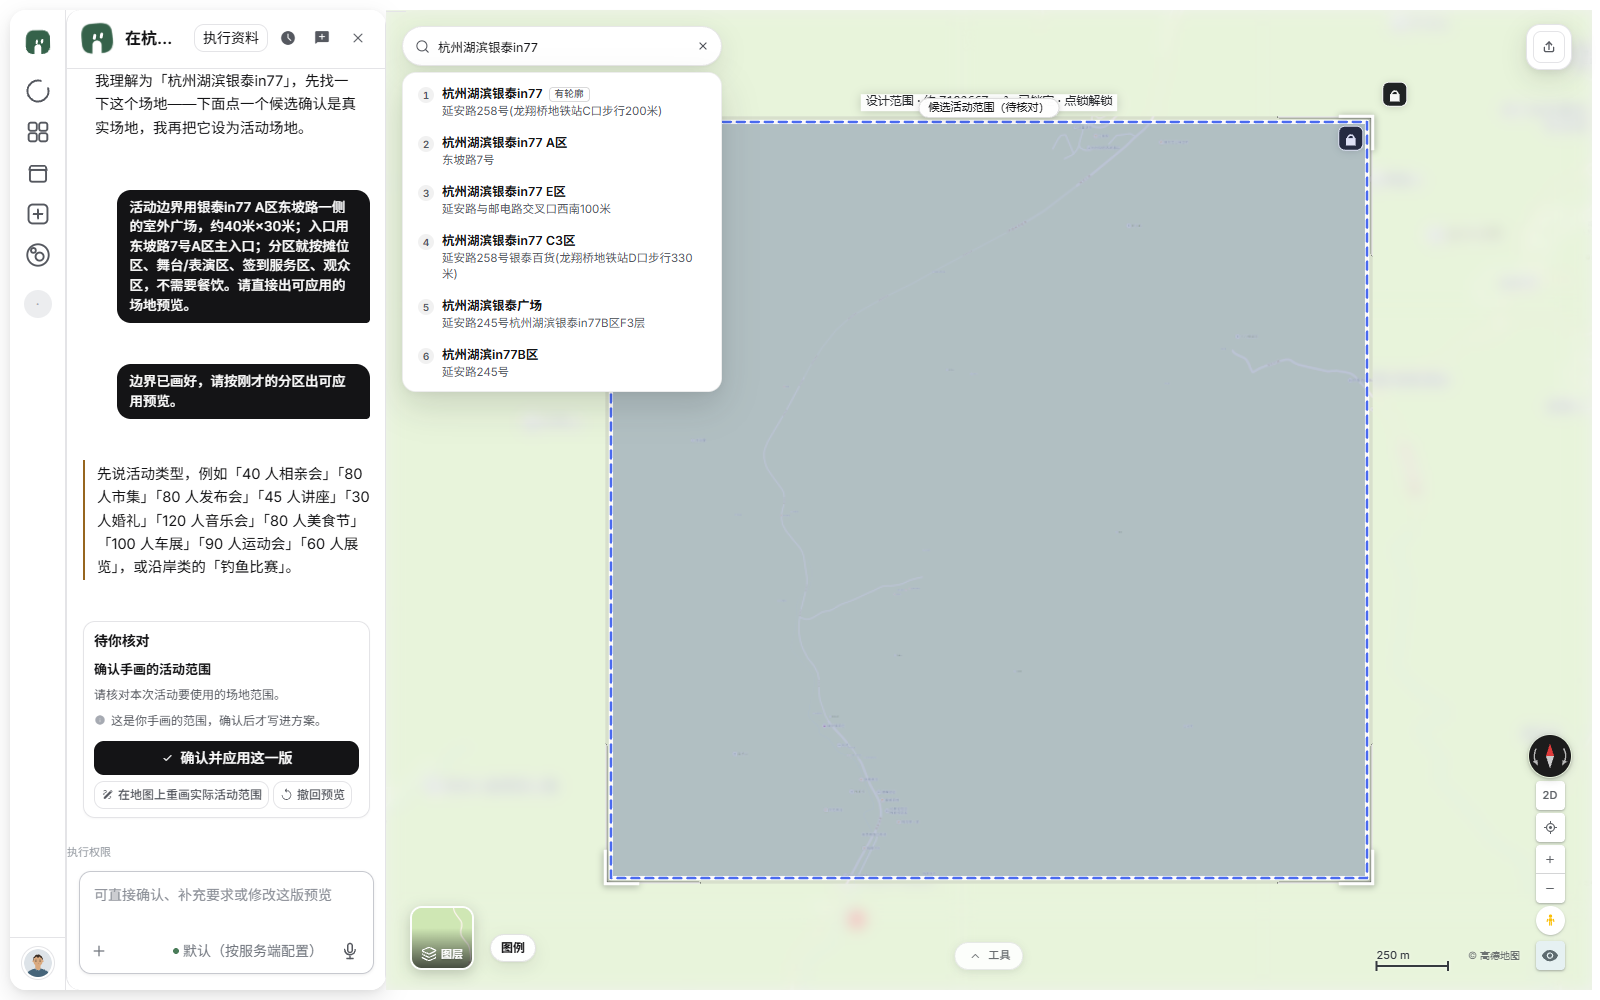 在杭...
执行资料
我理解为「杭州湖滨银泰in77」，先找一
下这个场地——下面点一个候选确认是真
实场地，我再把它设为活动场地。
活动边界用银泰in77 A区东坡路一侧
的室外广场，约40米×30米；入口用
东坡路7号A区主入口；分区就按摊位
区、舞台/表演区、签到服务区、观众
区，不需要餐饮。请直接出可应用的
场地预览。
边界已画好，请按刚才的分区出可应
用预览。
先说活动类型，例如「40 人相亲会」「80
人市集」「80 人发布会」「45 人讲座」「30
人婚礼」「120 人音乐会」「80 人美食节」
「100 人车展」「90 人运动会」「60 人展
览」，或沿岸类的「钓鱼比赛」。
待你核对
确认手画的活动范围
请核对本次活动要使用的场地范围。
这是你手画的范围，确认后才写进方案。
确认并应用这一版
在地图上重画实际活动范围
撤回预览
执行权限
可直接确认、补充要求或修改这版预览
默认（按服务端配置）
杭州湖滨银泰in77
1 杭州湖滨银泰in77 有轮廓
延安路258号(龙翔桥地铁站C口步行200米)
2 杭州湖滨银泰in77 A区
东坡路7号
3 杭州湖滨银泰in77 E区
延安路与邮电路交叉口西南100米
4 杭州湖滨银泰in77 C3区
延安路258号银泰百货(龙翔桥地铁站D口步行330
米)
5 杭州湖滨银泰广场
延安路245号杭州湖滨银泰in77B区F3层
6 杭州湖滨in77B区
延安路245号
设计范围
点锁解锁
候选活动范围（待核对）
图层
图例
工具
2D
250 m
© 高德地图